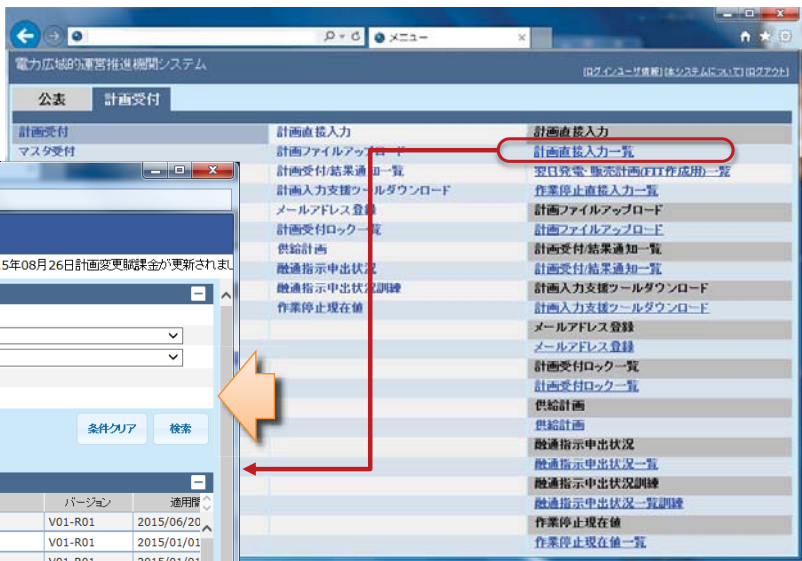 メニュー
電力広域的運営推進機関システム
[ログインユーザ情報] [本システムについて] [ログアウト]
公表 計画受付
計画受付
マスタ受付
計画直接入力
計画ファイルアップロード
計画受付/結果通知一覧
計画入力支援ツールダウンロード
メールアドレス登録
計画受付ロック一覧
供給計画
融通指示申出状況
融通指示申出状況訓練
作業停止現在値
計画直接入力
計画直接入力一覧
翌日発電・販売計画(FIT作成用)一覧
作業停止直接入力一覧
計画ファイルアップロード
計画ファイルアップロード
計画受付/結果通知一覧
計画受付/結果通知一覧
計画入力支援ツールダウンロード
計画入力支援ツールダウンロード
メールアドレス登録
メールアドレス登録
計画受付ロック一覧
計画受付ロック一覧
供給計画
供給計画
融通指示申出状況
融通指示申出状況一覧
融通指示申出状況訓練
融通指示申出状況一覧訓練
作業停止現在値
作業停止現在値一覧
5年08月26日計画変更賦課金が更新されまし
条件クリア 検索
バージョン 適用開
V01-R01 2015/06/20
V01-R01 2015/01/01
V01-R01 2015/01/01